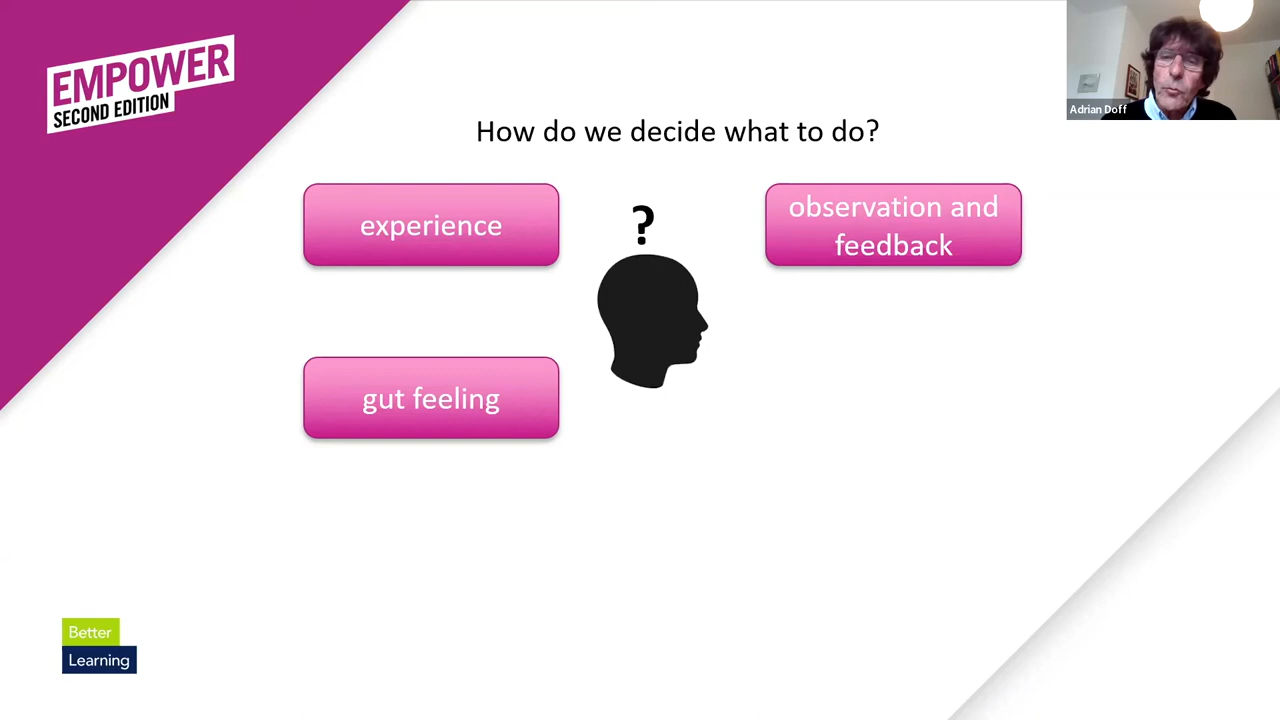 EMPOWER
SECOND EDITION
Adrian Doff
How do we decide what to do?
experience
?
observation and
feedback
gut feeling
Better
Learning